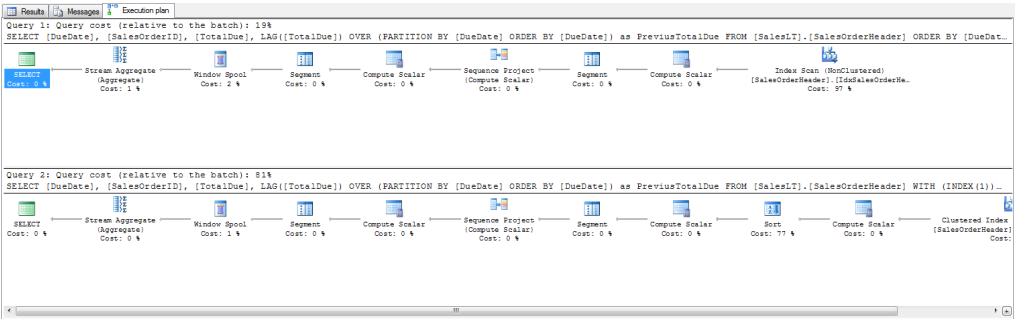 Results Messages Execution plan
Query 1: Query cost (relative to the batch): 19%
SELECT [DueDate], [SalesOrderID], [TotalDue], LAG([TotalDue]) OVER (PARTITION BY [DueDate] ORDER BY [DueDate]) as PreviusTotalDue FROM [SalesLT].[SalesOrderHeader] ORDER BY [DueDat…
SELECT Stream Aggregate Window Spool Segment Compute Scalar Sequence Project Segment Compute Scalar Index Scan (NonClustered)
Cost: 0 % (Aggregate) Cost: 2 % Cost: 0 % Cost: 0 % (Compute Scalar) Cost: 0 % Cost: 0 % [SalesOrderHeader].[IdxSalesOrderHe…
Cost: 1 % Cost: 0 % Cost: 97 %
Query 2: Query cost (relative to the batch): 81%
SELECT [DueDate], [SalesOrderID], [TotalDue], LAG([TotalDue]) OVER (PARTITION BY [DueDate] ORDER BY [DueDate]) as PreviusTotalDue FROM [SalesLT].[SalesOrderHeader] WITH (INDEX(1))…
SELECT Stream Aggregate Window Spool Segment Compute Scalar Sequence Project Segment Compute Scalar Sort Compute Scalar Clustered Index
Cost: 0 % (Aggregate) Cost: 1 % Cost: 0 % Cost: 0 % (Compute Scalar) Cost: 0 % Cost: 0 % Cost: 77 % Cost: 0 % [SalesOrderHeader]
Cost: 0 % Cost: 0 % Cost: